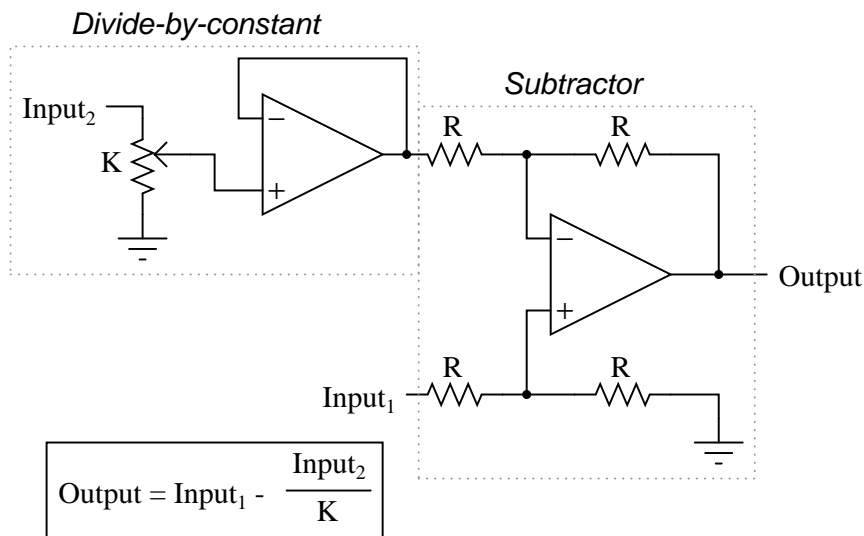 Divide-by-constant
Subtractor
Input₂
R
R
K
−
+
−
+
Output
R
R
Input₁
Output = Input₁ - Input₂
K